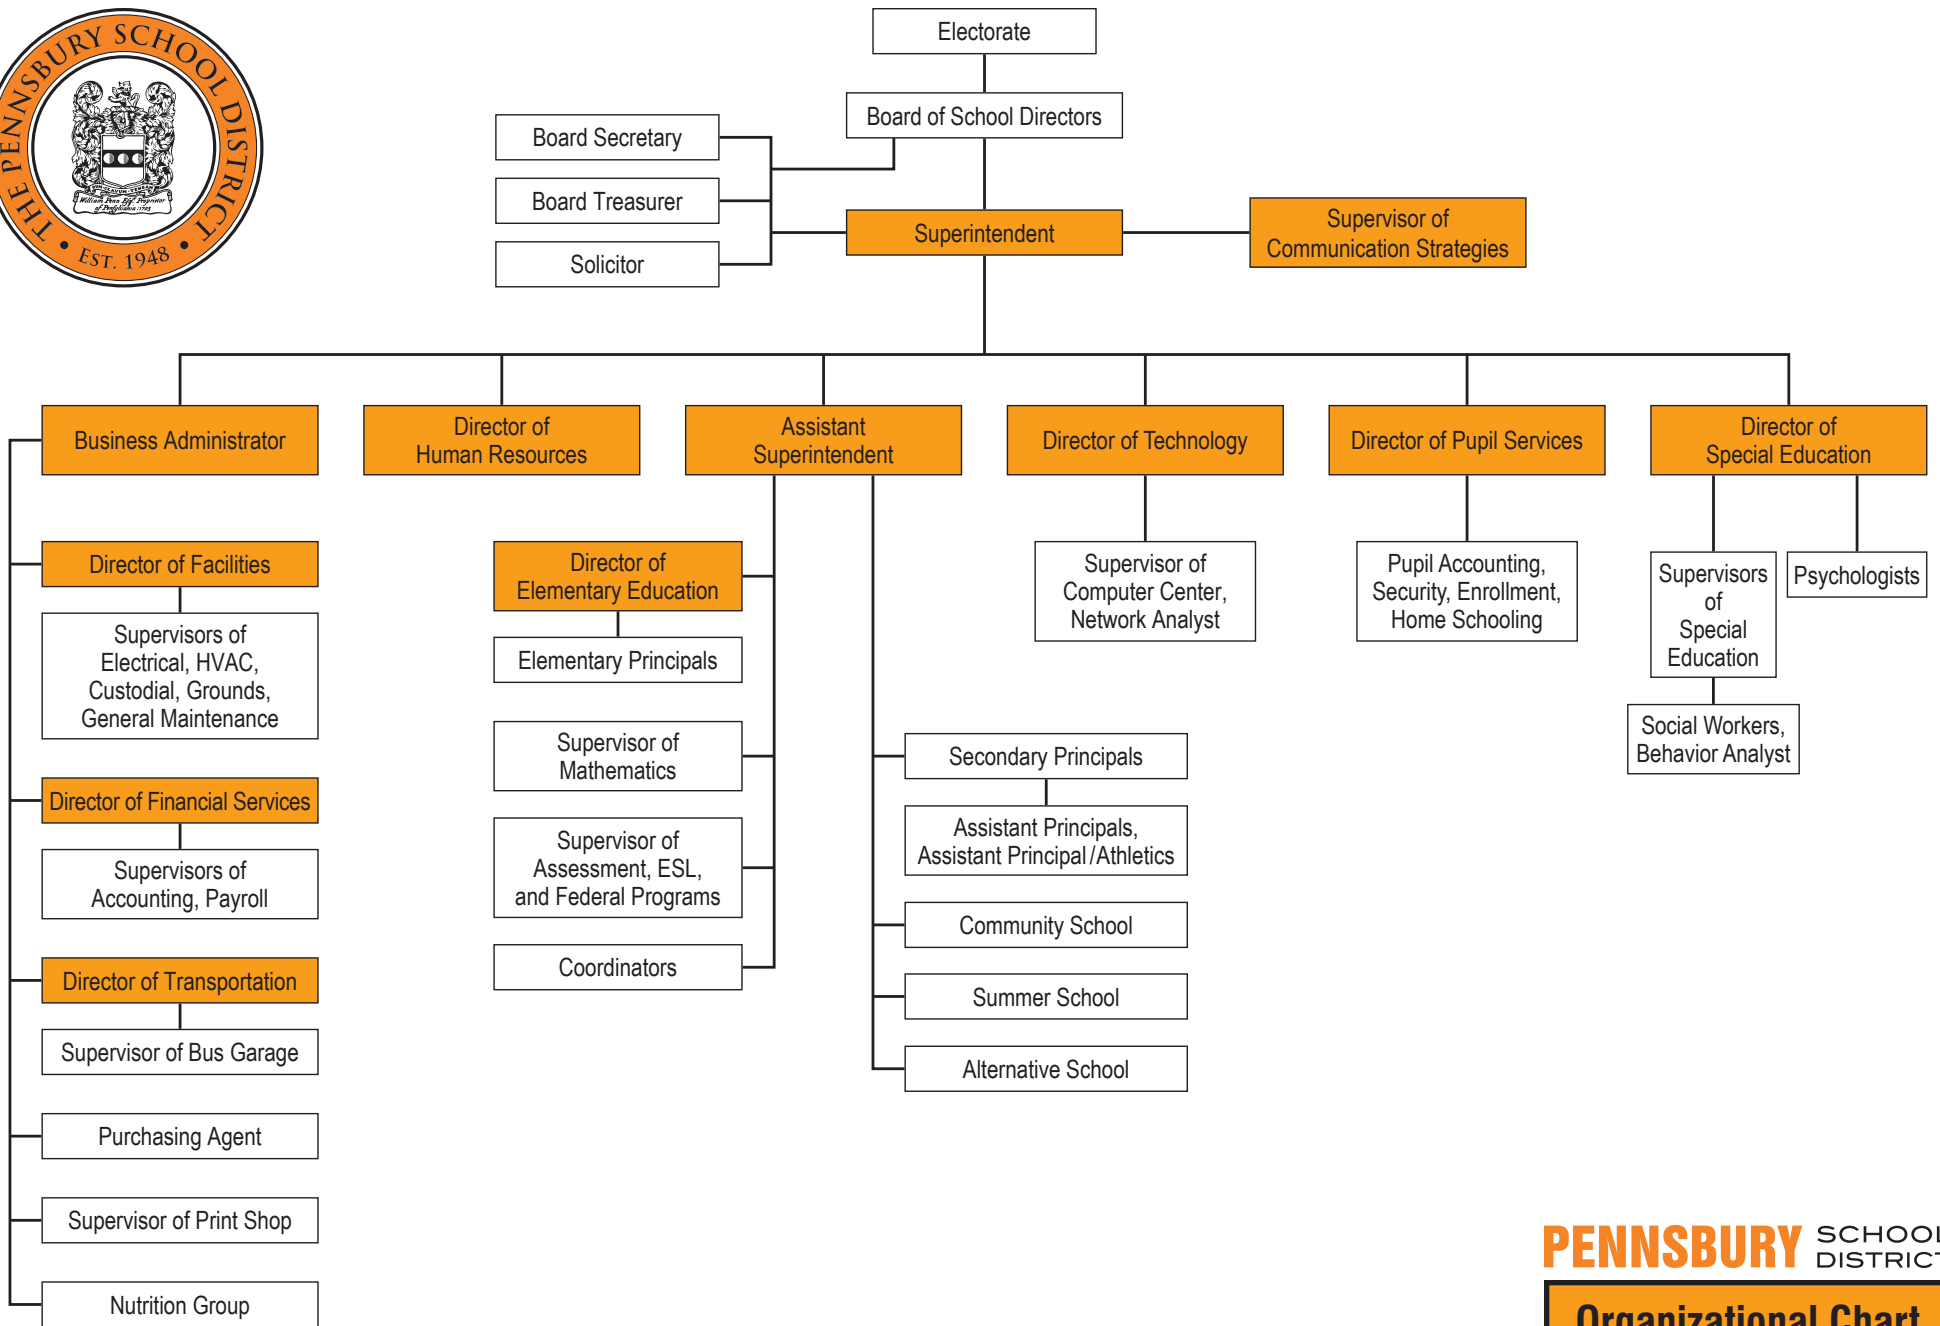 THE PENNSBURY SCHOOL DISTRICT
EST. 1948
Electorate
Board of School Directors
Board Secretary
Board Treasurer
Solicitor
Superintendent
Supervisor of
Communication Strategies
Business Administrator
Director of
Human Resources
Assistant
Superintendent
Director of Technology
Director of Pupil Services
Director of
Special Education
Director of Facilities
Supervisors of
Electrical, HVAC,
Custodial, Grounds,
General Maintenance
Director of Financial Services
Supervisors of
Accounting, Payroll
Director of Transportation
Supervisor of Bus Garage
Purchasing Agent
Supervisor of Print Shop
Nutrition Group
Director of
Elementary Education
Elementary Principals
Supervisor of
Mathematics
Supervisor of
Assessment, ESL,
and Federal Programs
Coordinators
Secondary Principals
Assistant Principals,
Assistant Principal/Athletics
Community School
Summer School
Alternative School
Supervisor of
Computer Center,
Network Analyst
Pupil Accounting,
Security, Enrollment,
Home Schooling
Supervisors
of
Special
Education
Psychologists
Social Workers,
Behavior Analyst
PENNSBURY SCHOOL
DISTRICT
Organizational Chart